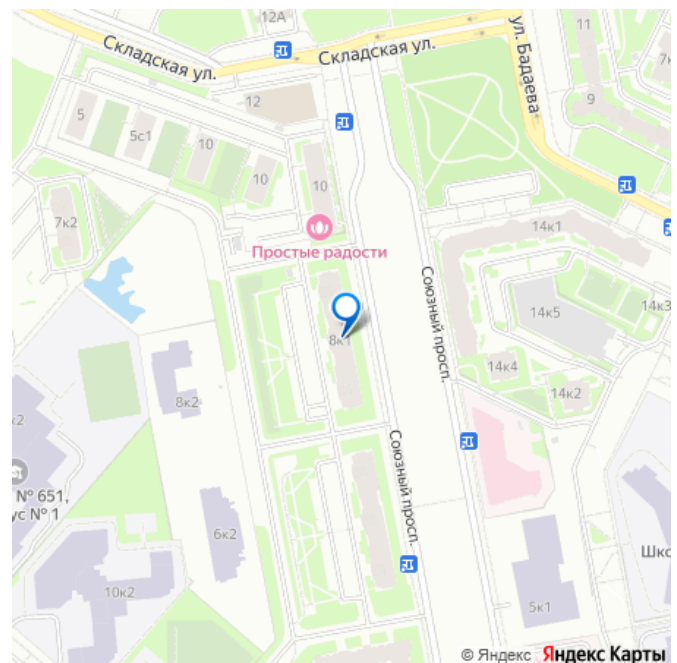 12А
Складская ул.
Складская ул.
ул. Бадаева
11
7к
9
12
5
5с1
10
10
10
7к2
Простые радости
14к1
Союзный просп.
14к3
14к5
8к1
14к4
14к2
8к2
к2
Союзный просп.
№ 651,
ус № 1
6к2
Шко
10к2
5к1
© Яндекс Яндекс Карты